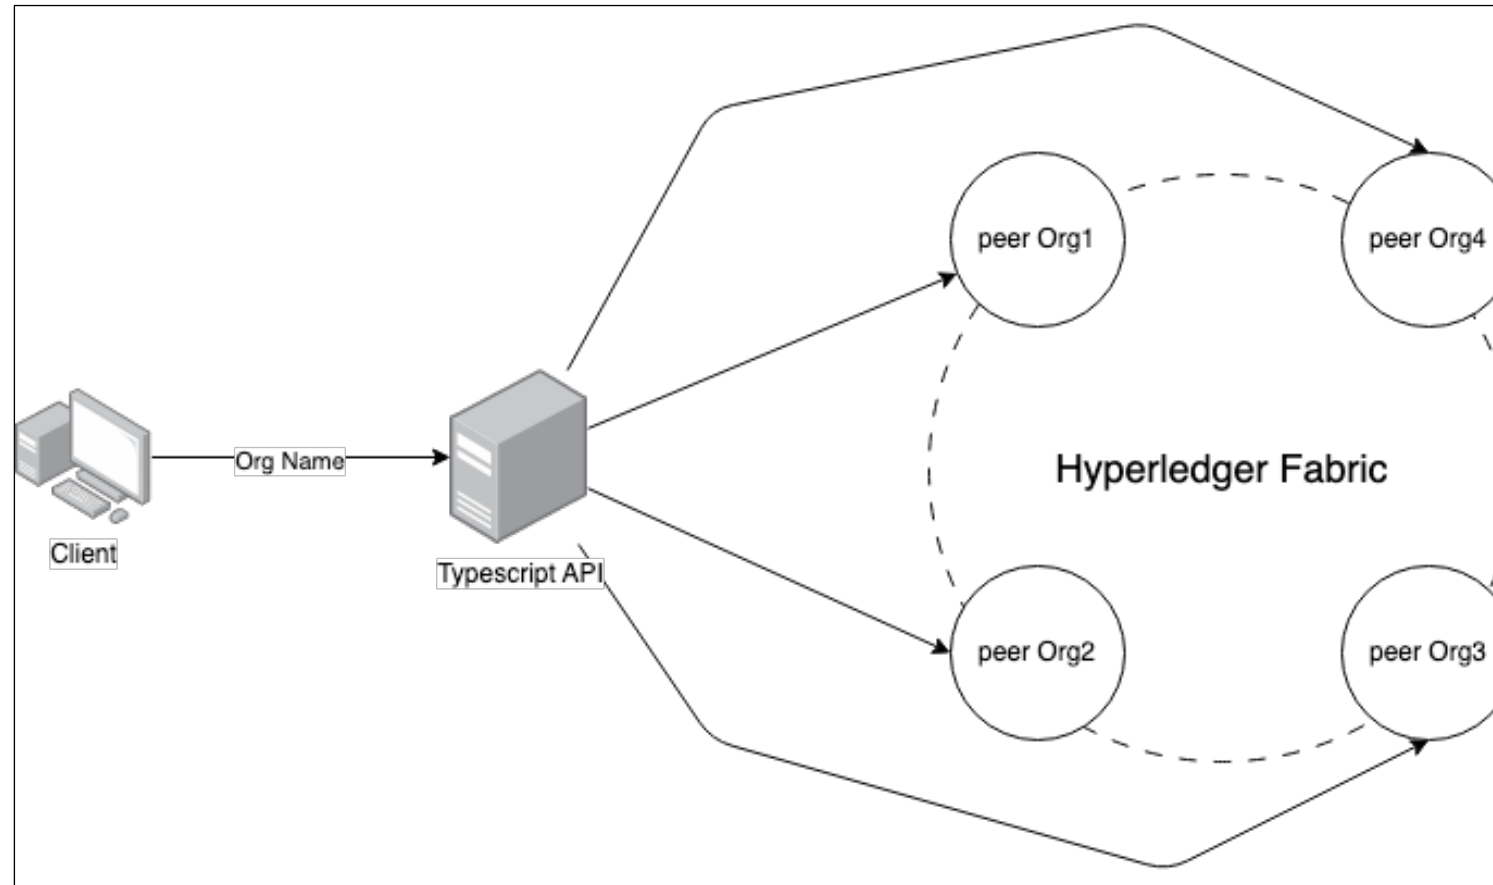 peer Org1
peer Org4
Org Name
Hyperledger Fabric
Client
Typescript API
peer Org2
peer Org3